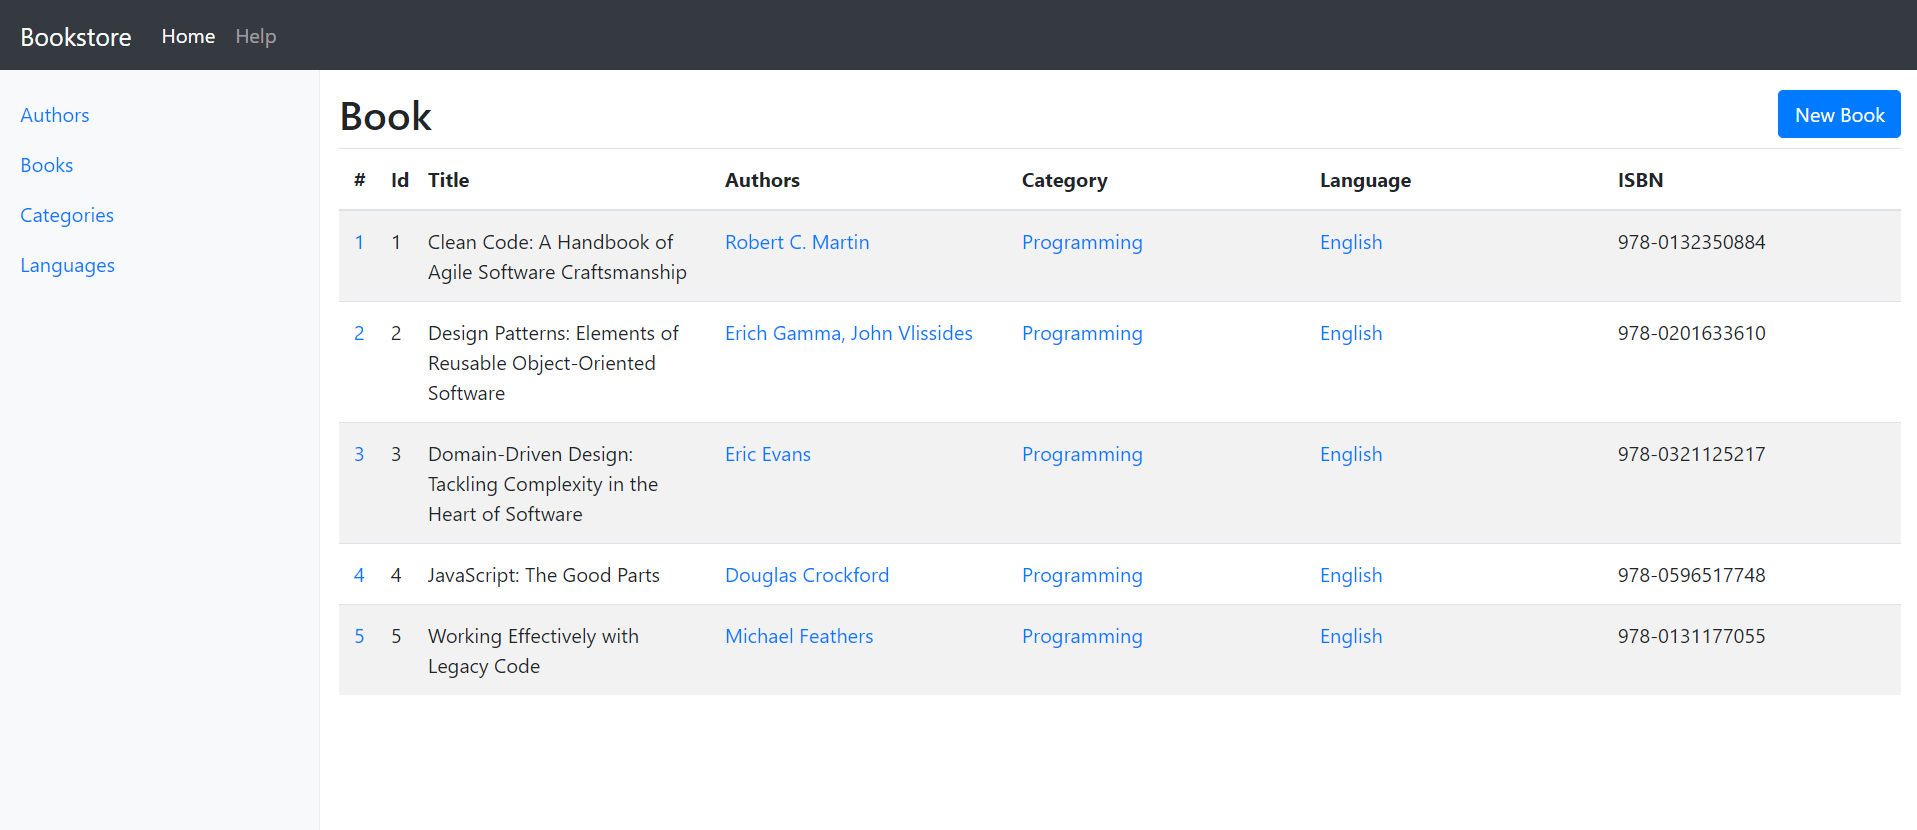 Bookstore Home Help
Authors
Books
Categories
Languages
Book
New Book
# Id Title Authors Category Language ISBN
1 1 Clean Code: A Handbook of Robert C. Martin Programming English 978-0132350884
Agile Software Craftsmanship
2 2 Design Patterns: Elements of Erich Gamma, John Vlissides Programming English 978-0201633610
Reusable Object-Oriented
Software
3 3 Domain-Driven Design: Eric Evans Programming English 978-0321125217
Tackling Complexity in the
Heart of Software
4 4 JavaScript: The Good Parts Douglas Crockford Programming English 978-0596517748
5 5 Working Effectively with Michael Feathers Programming English 978-0131177055
Legacy Code